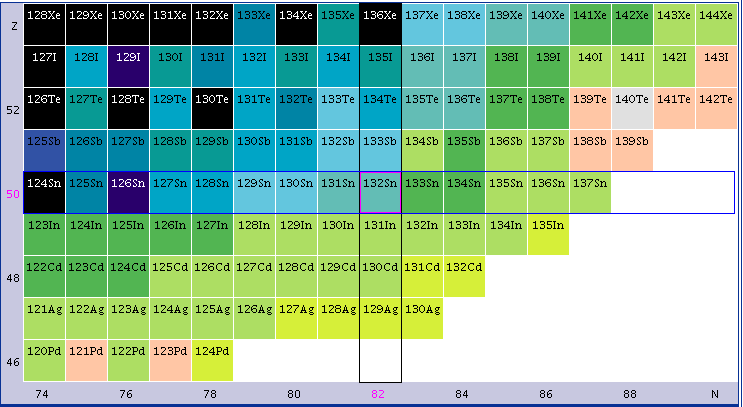 Z 128Xe 129Xe 130Xe 131Xe 132Xe 133Xe 134Xe 135Xe 136Xe 137Xe 138Xe 139Xe 140Xe 141Xe 142Xe 143Xe 144Xe
127I 128I 129I 130I 131I 132I 133I 134I 135I 136I 137I 138I 139I 140I 141I 142I 143I
52 126Te 127Te 128Te 129Te 130Te 131Te 132Te 133Te 134Te 135Te 136Te 137Te 138Te 139Te 140Te 141Te 142Te
125Sb 126Sb 127Sb 128Sb 129Sb 130Sb 131Sb 132Sb 133Sb 134Sb 135Sb 136Sb 137Sb 138Sb 139Sb
50 124Sn 125Sn 126Sn 127Sn 128Sn 129Sn 130Sn 131Sn 132Sn 133Sn 134Sn 135Sn 136Sn 137Sn
123In 124In 125In 126In 127In 128In 129In 130In 131In 132In 133In 134In 135In
48 122Cd 123Cd 124Cd 125Cd 126Cd 127Cd 128Cd 129Cd 130Cd 131Cd 132Cd
121Ag 122Ag 123Ag 124Ag 125Ag 126Ag 127Ag 128Ag 129Ag 130Ag
46 120Pd 121Pd 122Pd 123Pd 124Pd
74 76 78 80 82 84 86 88 N